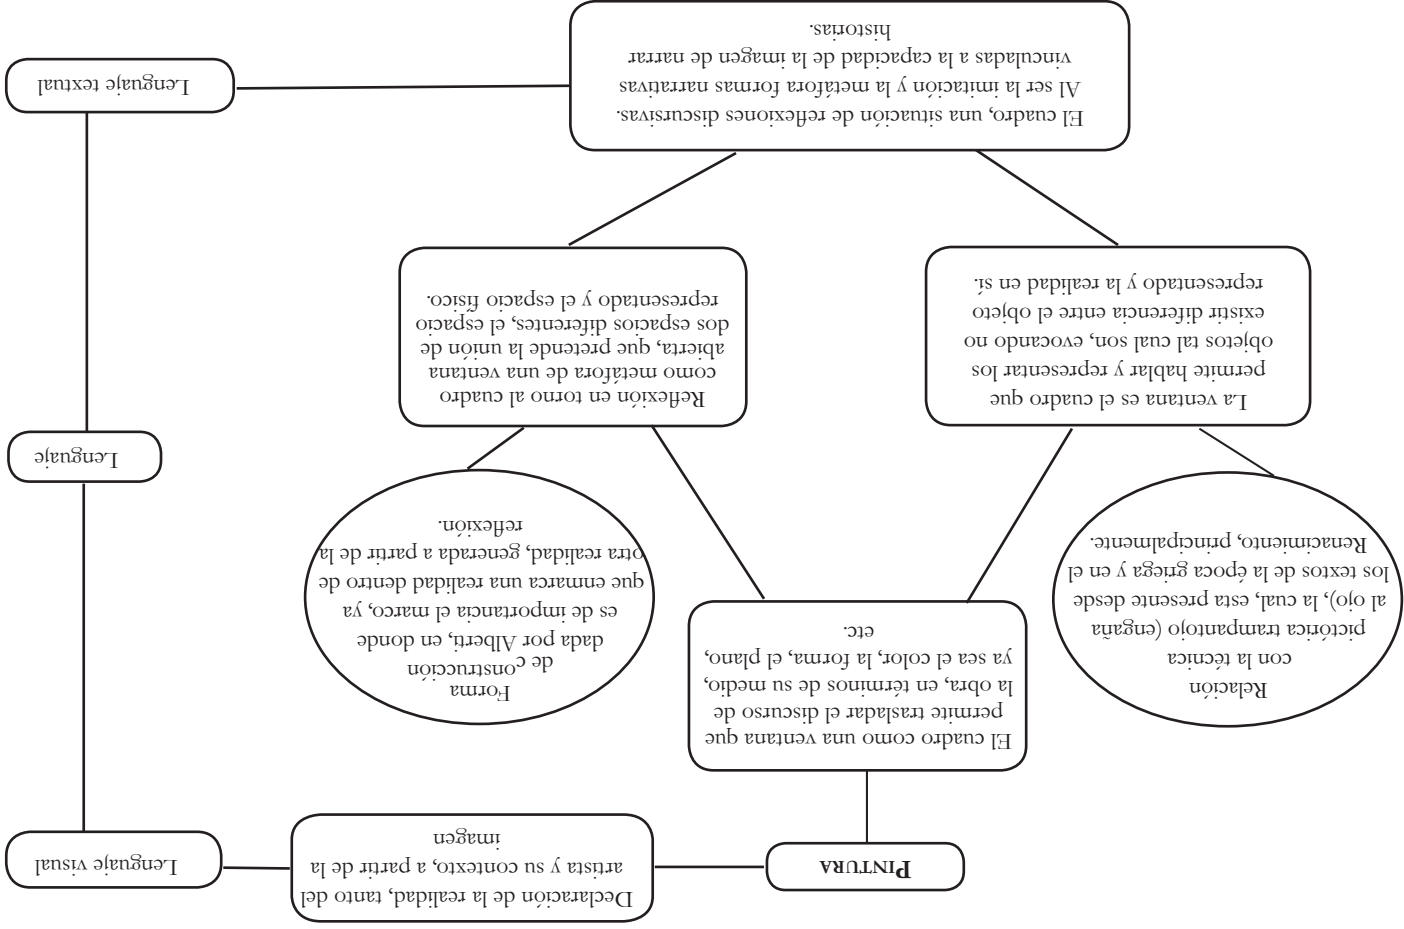 PINTURA
Declaración de la realidad, tanto del
artista y su contexto, a partir de la
imagen
Lenguaje visual
El cuadro como una ventana que
permite trasladar el discurso de
la obra, en términos de su medio,
ya sea el color, la forma, el plano,
etc.
Relación
con la técnica
pictórica trampantojo (engaña
al ojo), la cual, esta presente desde
los textos de la época griega y en el
Renacimiento, principalmente.
Forma
de construcción
dada por Alberti, en donde
es de importancia el marco, ya
que enmarca una realidad dentro de
otra realidad, generada a partir de la
reflexión.
Lenguaje
La ventana es el cuadro que
permite hablar y representar los
objetos tal cual son, evocando no
existir diferencia entre el objeto
representado y la realidad en sí.
Reflexión en torno al cuadro
como metáfora de una ventana
abierta, que pretende la unión de
dos espacios diferentes, el espacio
representado y el espacio físico.
El cuadro, una situación de reflexiones discursivas.
Al ser la imitación y la metáfora formas narrativas
vinculadas a la capacidad de la imagen de narrar
historias.
Lenguaje textual